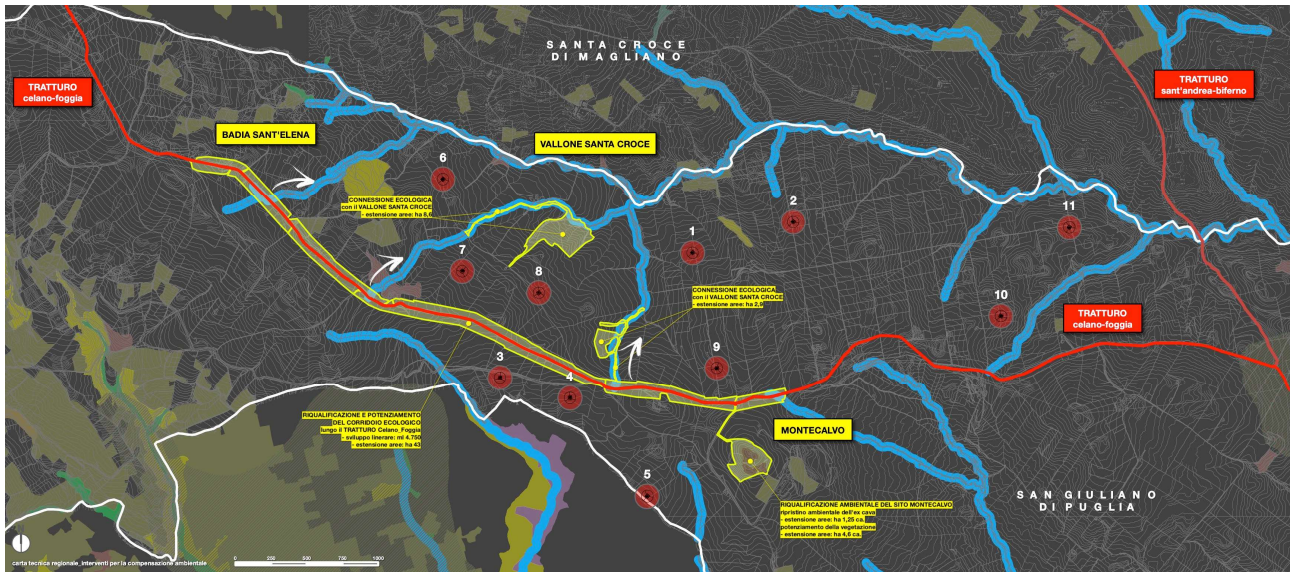 SANTA CROCE
DI MAGLIANO
TRATTURO
celano-foggia
TRATTURO
sant'andrea-biferno
BADIA SANT'ELENA
VALLONE SANTA CROCE
6
CONNESSIONE ECOLOGICA
con il VALLONE SANTA CROCE
- estensione aree: ha 8,6
2
11
1
7
8
CONNESSIONE ECOLOGICA
con il VALLONE SANTA CROCE
- estensione aree: ha 2,9
10
TRATTURO
celano-foggia
3
9
4
RIQUALIFICAZIONE E POTENZIAMENTO
DEL CORRIDOIO ECOLOGICO
lungo il TRATTURO Celano_Foggia
- sviluppo linerare: ml 4.750
- estensione aree: ha 43
MONTECALVO
5
RIQUALIFICAZIONE AMBIENTALE DEL SITO MONTECALVO
ripristino ambientale dell'ex cava
- estensione aree: ha 1,25 ca.
potenziamento della vegetazione
- estensione aree: ha 4,6 ca.
SAN GIULIANO
DI PUGLIA
0 250 500 750 1000
carta tecnica regionale_interventi per la compensazione ambientale